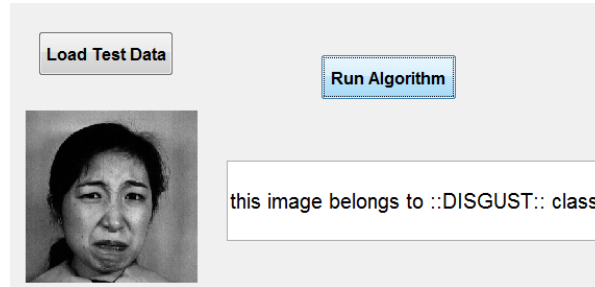 Load Test Data
Run Algorithm
this image belongs to ::DISGUST:: class